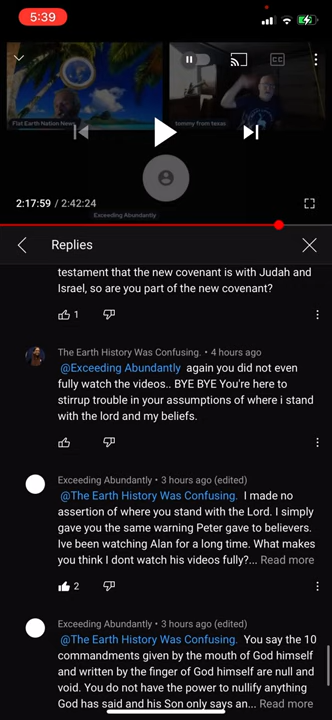 5:39
CC
Flat Earth Nation News
tommy from texas
2:17:59 / 2:42:24
Exceeding Abundantly
Replies
testament that the new covenant is with Judah and
Israel, so are you part of the new covenant?
1
The Earth History Was Confusing. • 4 hours ago
@Exceeding Abundantly again you did not even
fully watch the videos.. BYE BYE You're here to
stirrup trouble in your assumptions of where i stand
with the lord and my beliefs.
Exceeding Abundantly • 3 hours ago (edited)
@The Earth History Was Confusing. I made no
assertion of where you stand with the Lord. I simply
gave you the same warning Peter gave to believers.
Ive been watching Alan for a long time. What makes
you think I dont watch his videos fully?... Read more
2
Exceeding Abundantly • 3 hours ago (edited)
@The Earth History Was Confusing. You say the 10
commandments given by the mouth of God himself
and written by the finger of God himself are null and
void. You do not have the power to nullify anything
God has said and his Son only says an... Read more